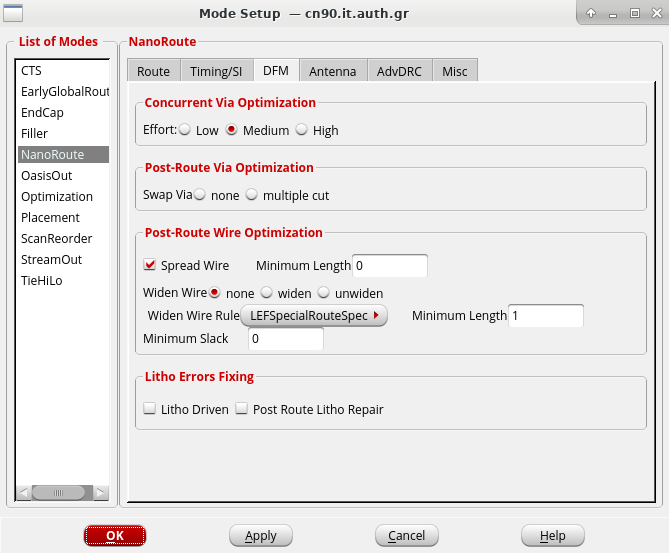 Mode Setup — cn90.it.auth.gr
List of Modes
CTS
EarlyGlobalRout
EndCap
Filler
NanoRoute
OasisOut
Optimization
Placement
ScanReorder
StreamOut
TieHiLo
NanoRoute
Route Timing/SI DFM Antenna AdvDRC Misc
Concurrent Via Optimization
Effort: Low Medium High
Post-Route Via Optimization
Swap Via none multiple cut
Post-Route Wire Optimization
Spread Wire Minimum Length 0
Widen Wire none widen unwiden
Widen Wire Rule LEFSpecialRouteSpec Minimum Length 1
Minimum Slack 0
Litho Errors Fixing
Litho Driven Post Route Litho Repair
OK Apply Cancel Help